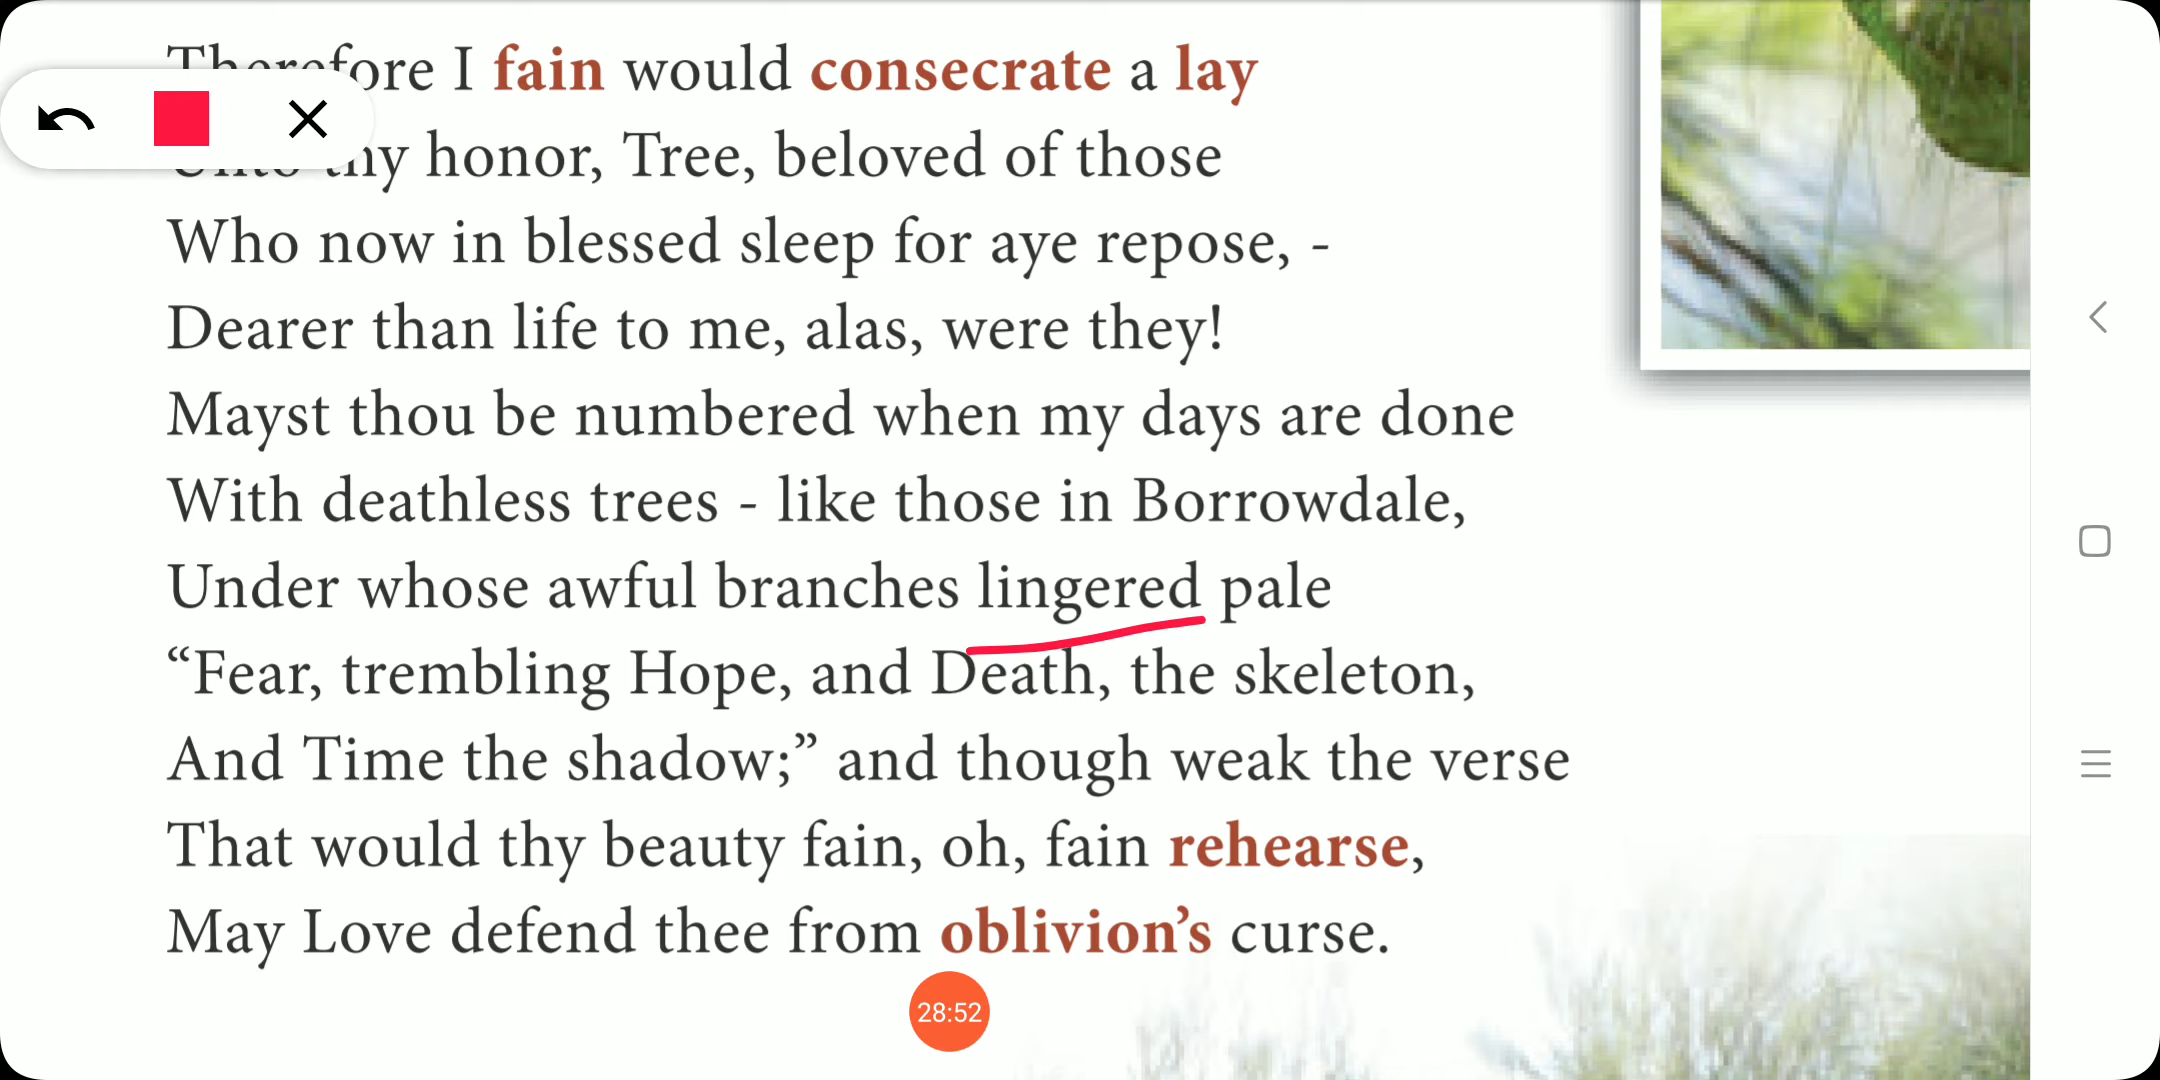 Therefore I fain would consecrate a lay
Unto thy honor, Tree, beloved of those
Who now in blessed sleep for aye repose, -
Dearer than life to me, alas, were they!
Mayst thou be numbered when my days are done
With deathless trees - like those in Borrowdale,
Under whose awful branches lingered pale
“Fear, trembling Hope, and Death, the skeleton,
And Time the shadow;” and though weak the verse
That would thy beauty fain, oh, fain rehearse,
May Love defend thee from oblivion’s curse.
28:52